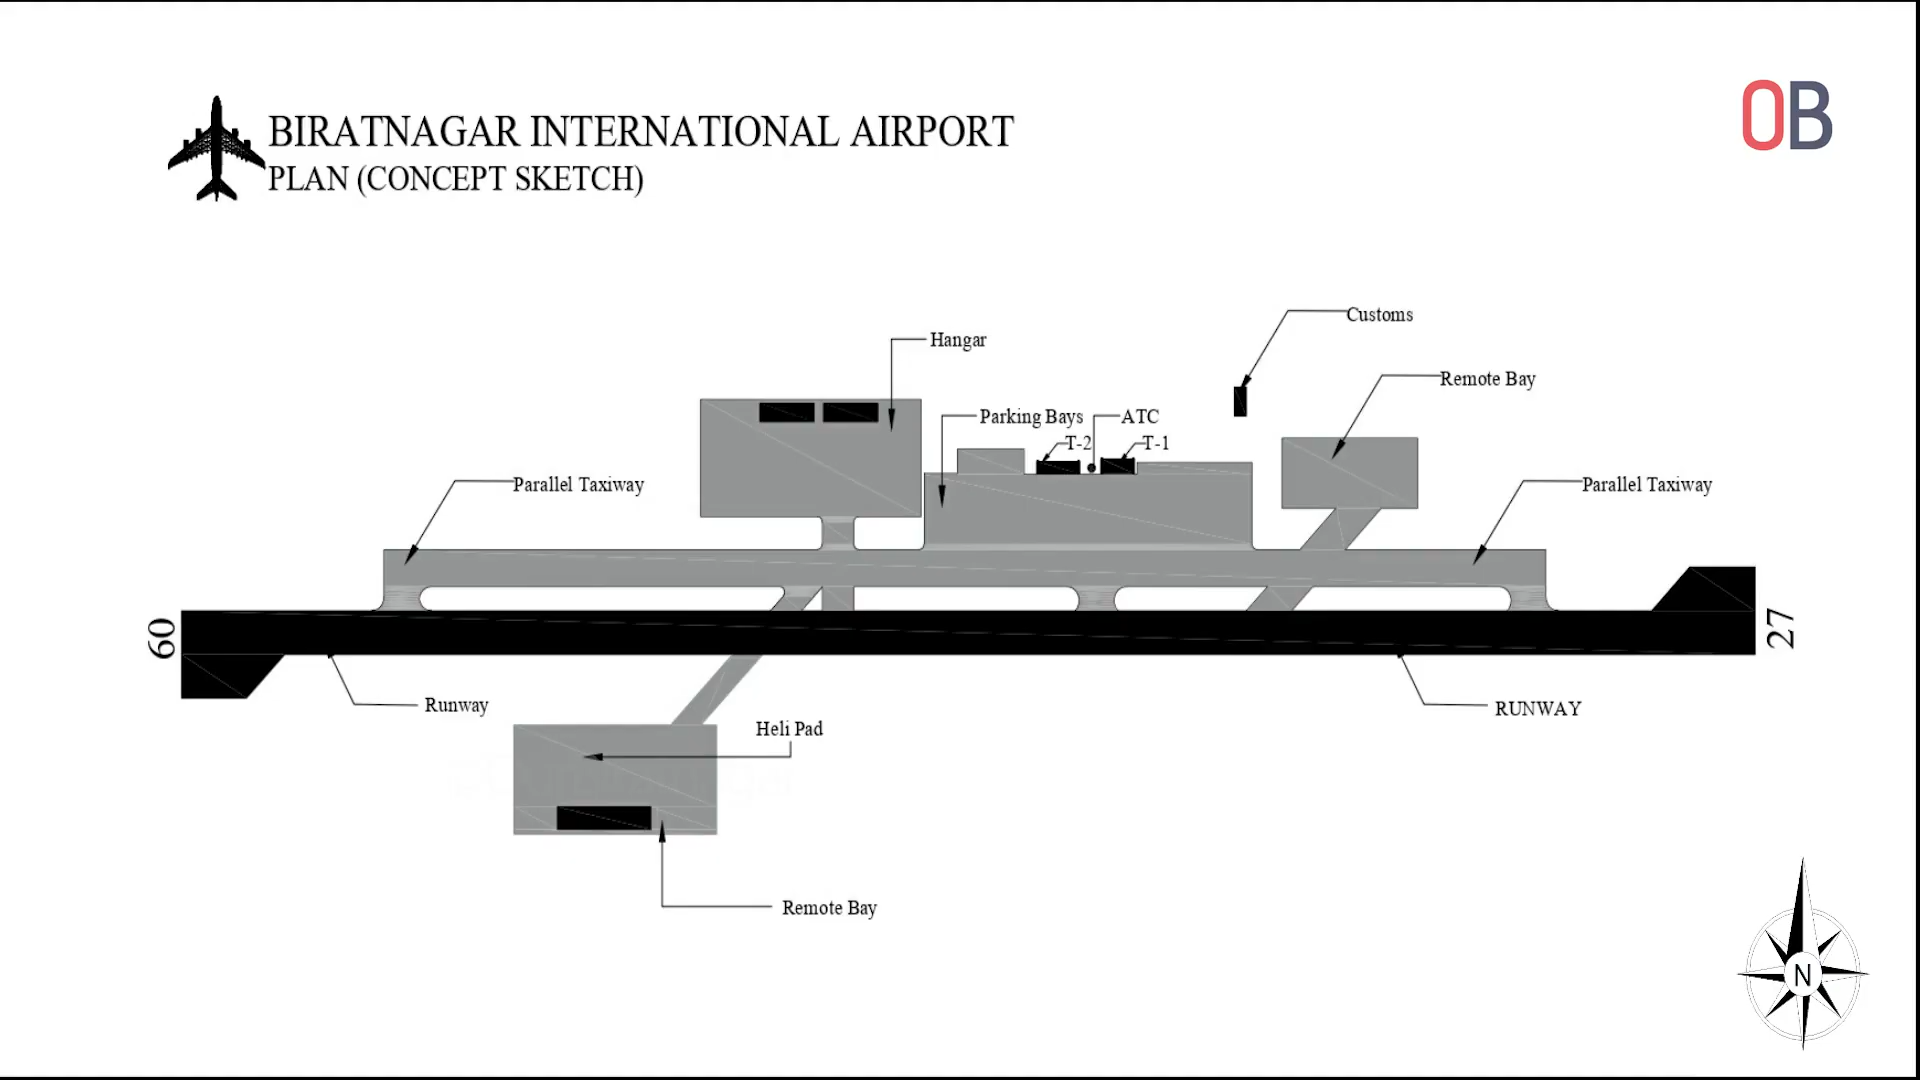 OB
BIRATNAGAR INTERNATIONAL AIRPORT
PLAN (CONCEPT SKETCH)
Customs
Hangar
Remote Bay
Parking Bays
ATC
T-2
T-1
Parallel Taxiway
Parallel Taxiway
60
27
Runway
RUNWAY
Heli Pad
Remote Bay
N